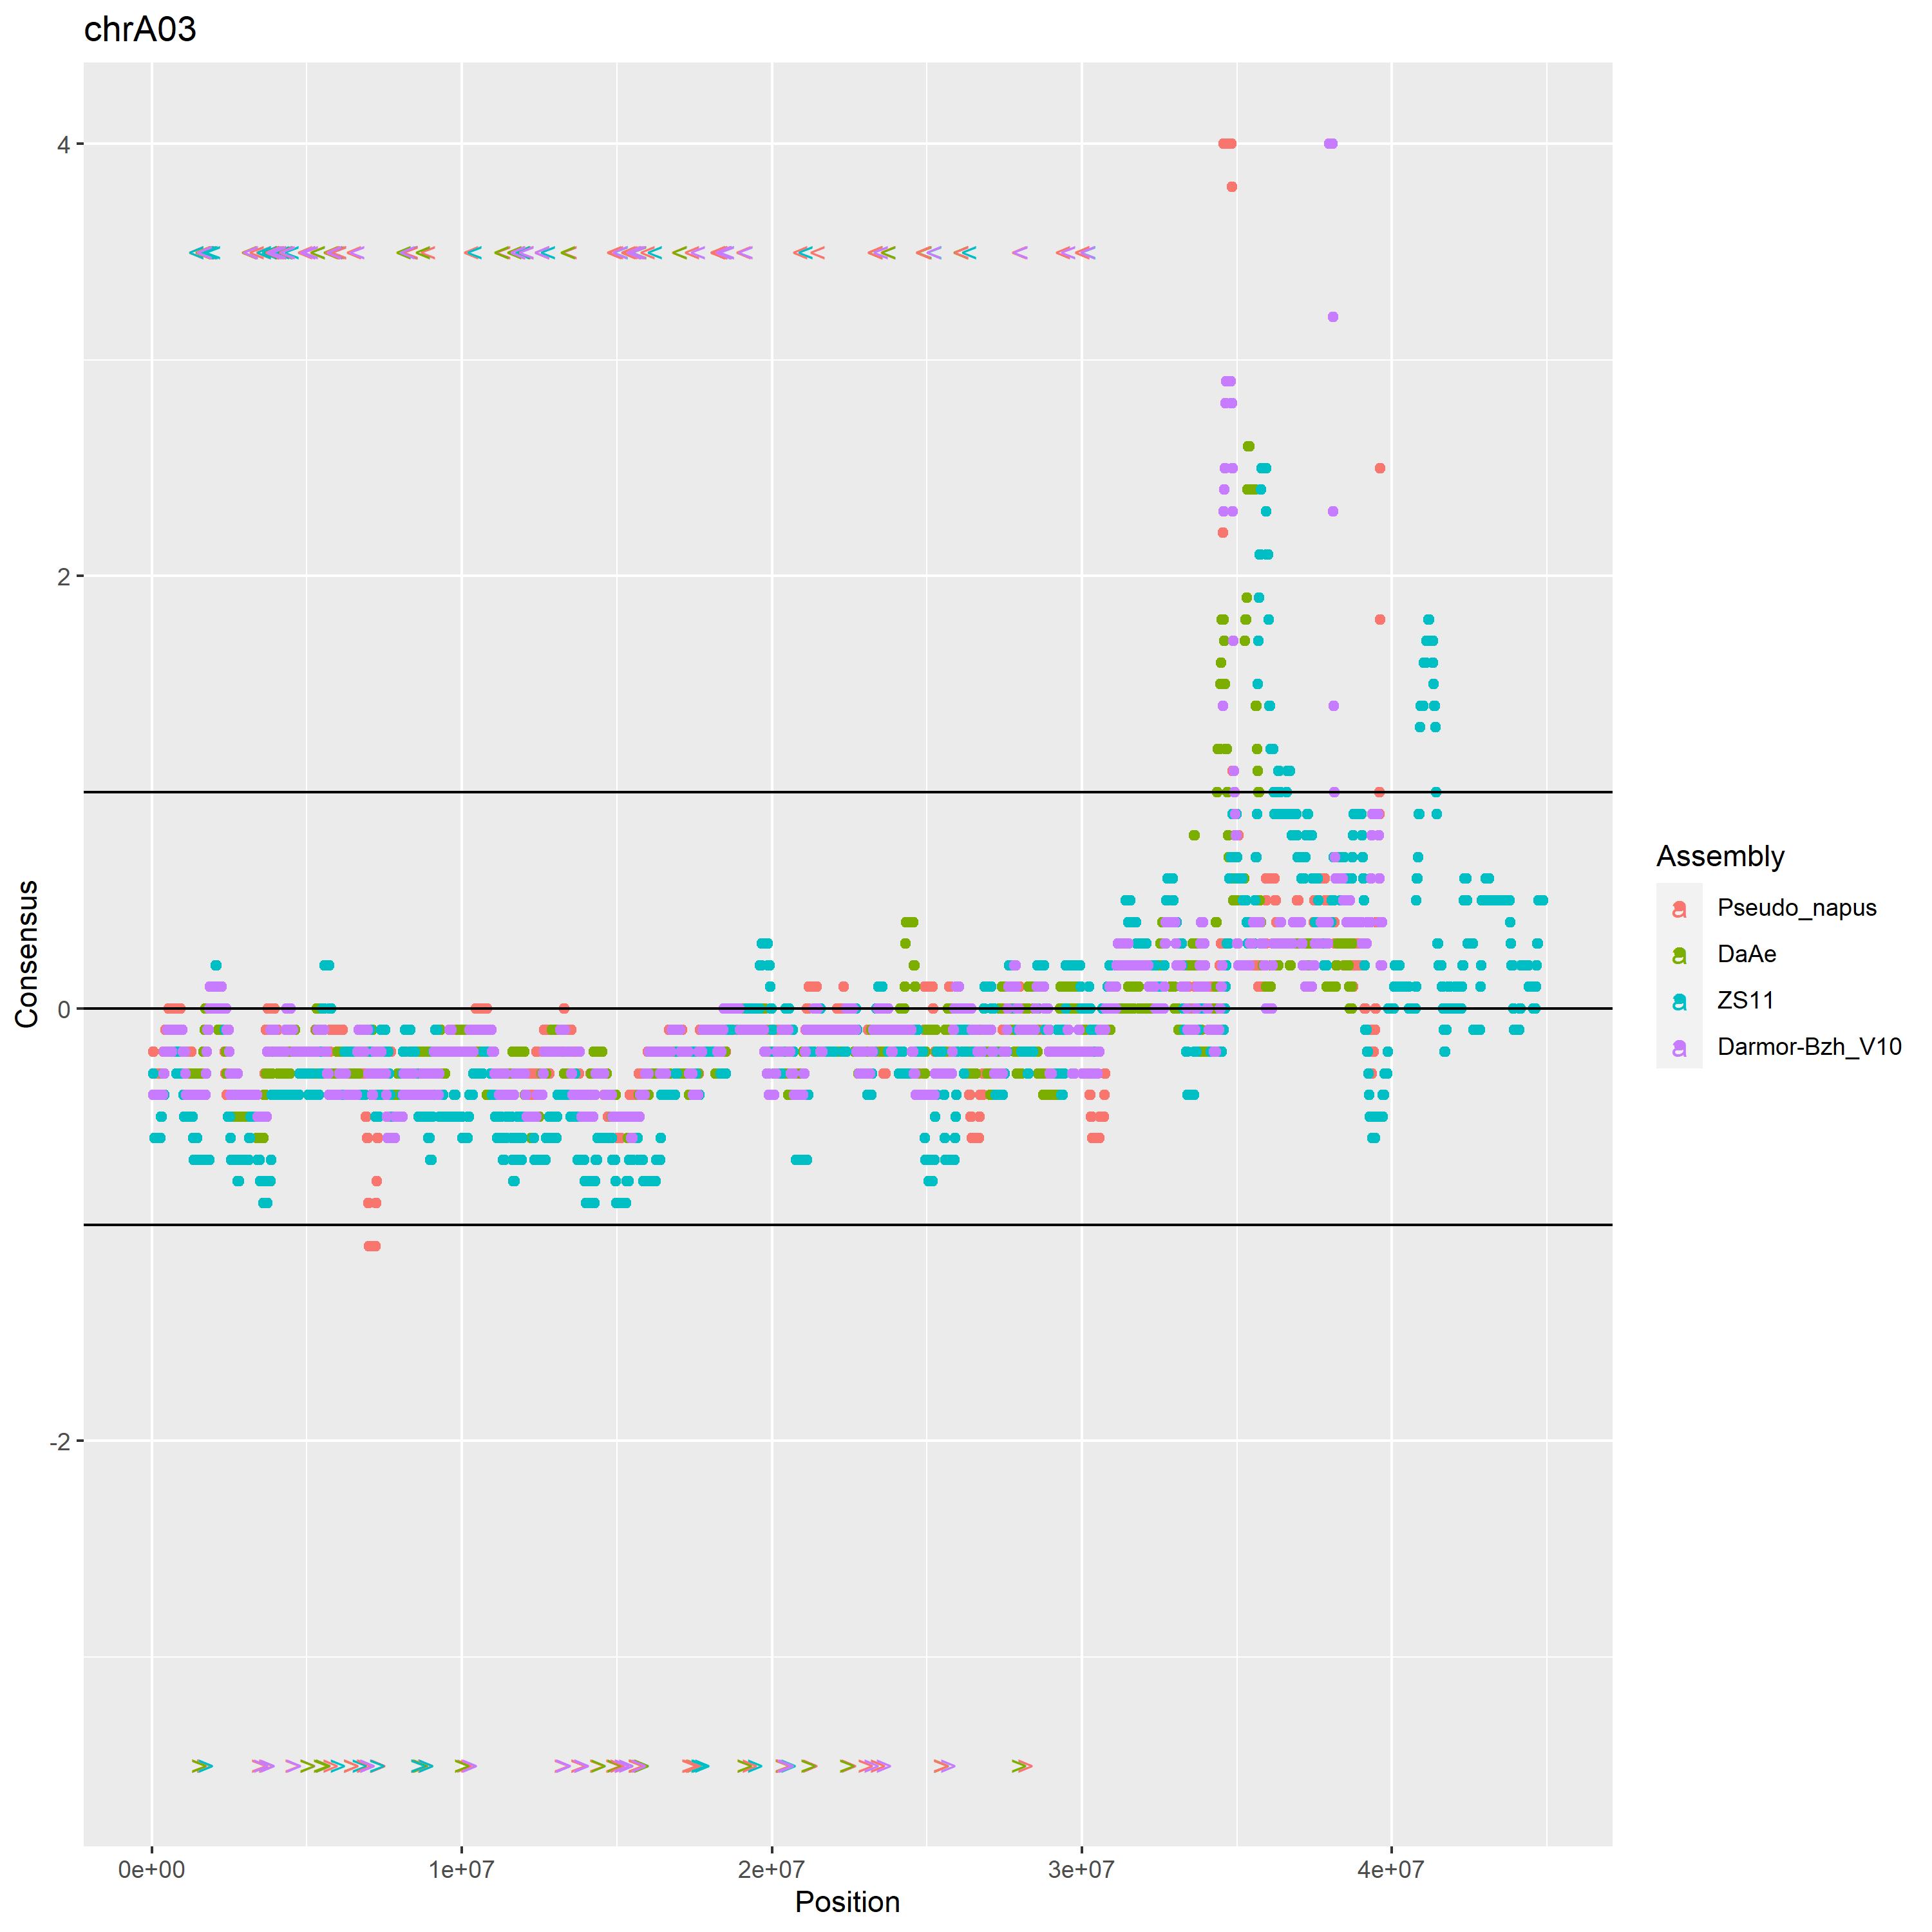 chrA03
4
2
0
-2
Consensus
0e+00 1e+07 2e+07 3e+07 4e+07
Position
Assembly
a Pseudo_napus
a DaAe
a ZS11
a Darmor-Bzh_V10